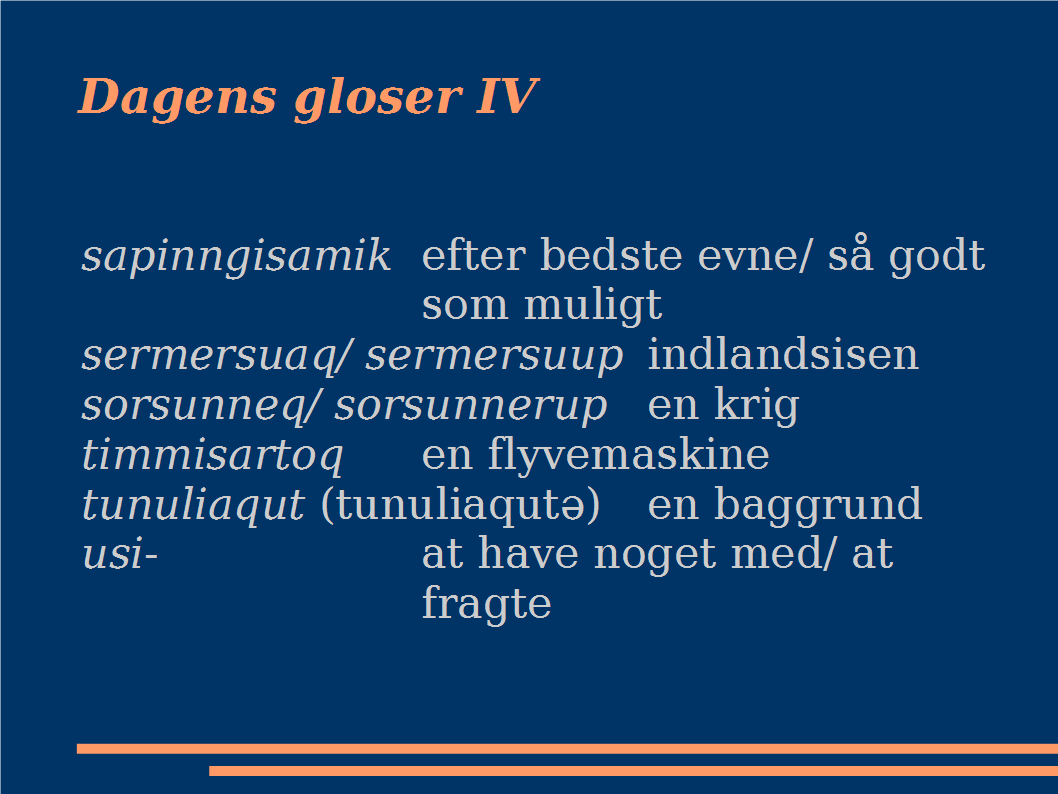 Dagens gloser IV
sapinngisamik efter bedste evne/ så godt
som muligt
sermersuaq/ sermersuup indlandsisen
sorsunneq/ sorsunnerup en krig
timmisartoq en flyvemaskine
tunuliaqut (tunuliaqutə) en baggrund
usi- at have noget med/ at
fragte